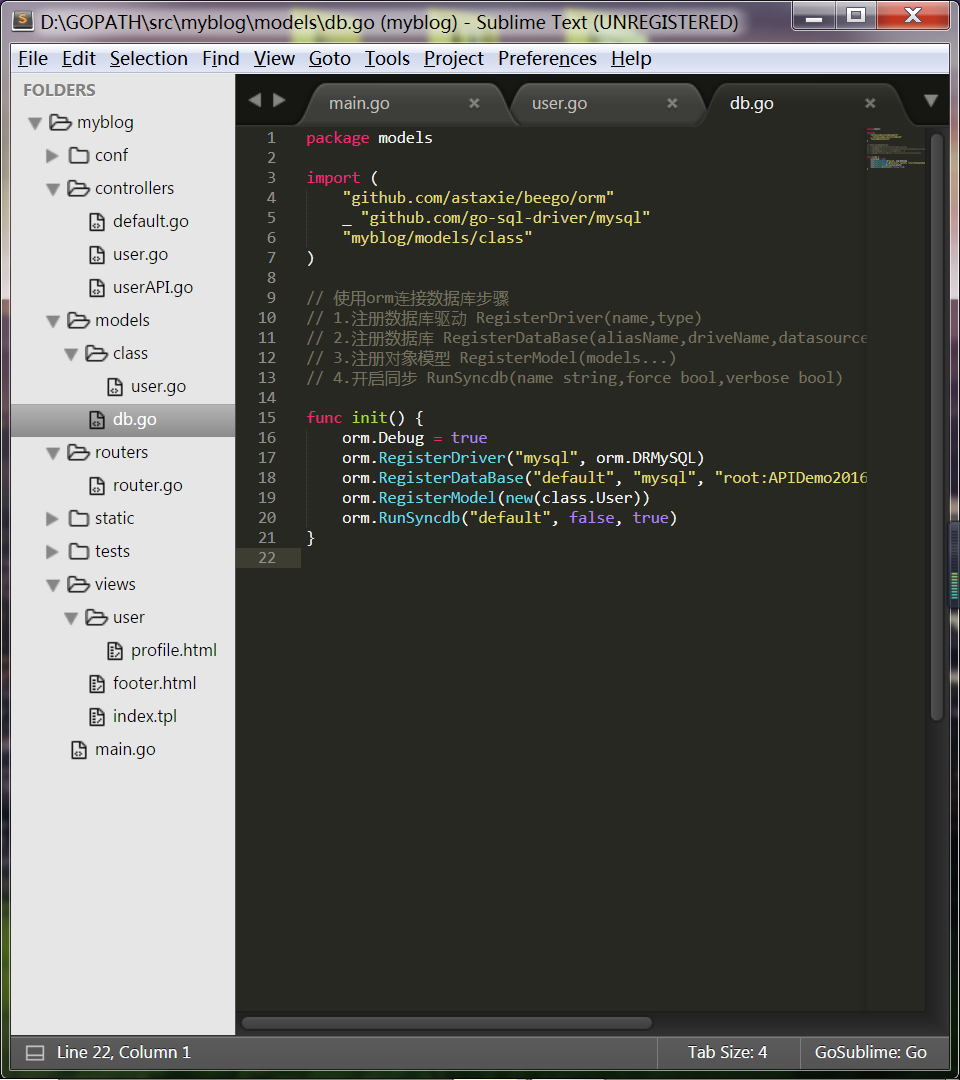 D:\GOPATH\src\myblog\models\db.go (myblog) - Sublime Text (UNREGISTERED)
File Edit Selection Find View Goto Tools Project Preferences Help
FOLDERS
myblog
conf
controllers
default.go
user.go
userAPI.go
models
class
user.go
db.go
routers
router.go
static
tests
views
user
profile.html
footer.html
index.tpl
main.go
main.go user.go db.go
1 package models
2
3 import (
4 "github.com/astaxie/beego/orm"
5 _ "github.com/go-sql-driver/mysql"
6 "myblog/models/class"
7 )
8
9 // 使用orm连接数据库步骤
10 // 1.注册数据库驱动 RegisterDriver(name,type)
11 // 2.注册数据库 RegisterDataBase(aliasName,driveName,datasource
12 // 3.注册对象模型 RegisterModel(models...)
13 // 4.开启同步 RunSyncdb(name string,force bool,verbose bool)
14
15 func init() {
16 orm.Debug = true
17 orm.RegisterDriver("mysql", orm.DRMySQL)
18 orm.RegisterDataBase("default", "mysql", "root:APIDemo2016
19 orm.RegisterModel(new(class.User))
20 orm.RunSyncdb("default", false, true)
21 }
22
Line 22, Column 1 Tab Size: 4 GoSublime: Go